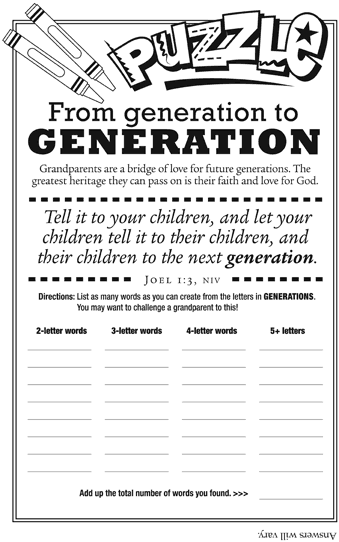 PUZZLE
From generation to
GENERATION
Grandparents are a bridge of love for future generations. The
greatest heritage they can pass on is their faith and love for God.
Tell it to your children, and let your
children tell it to their children, and
their children to the next generation.
JOEL 1:3, NIV
Directions: List as many words as you can create from the letters in GENERATIONS.
You may want to challenge a grandparent to this!
2-letter words 3-letter words 4-letter words 5+ letters
Add up the total number of words you found. >>>
Answers will vary.